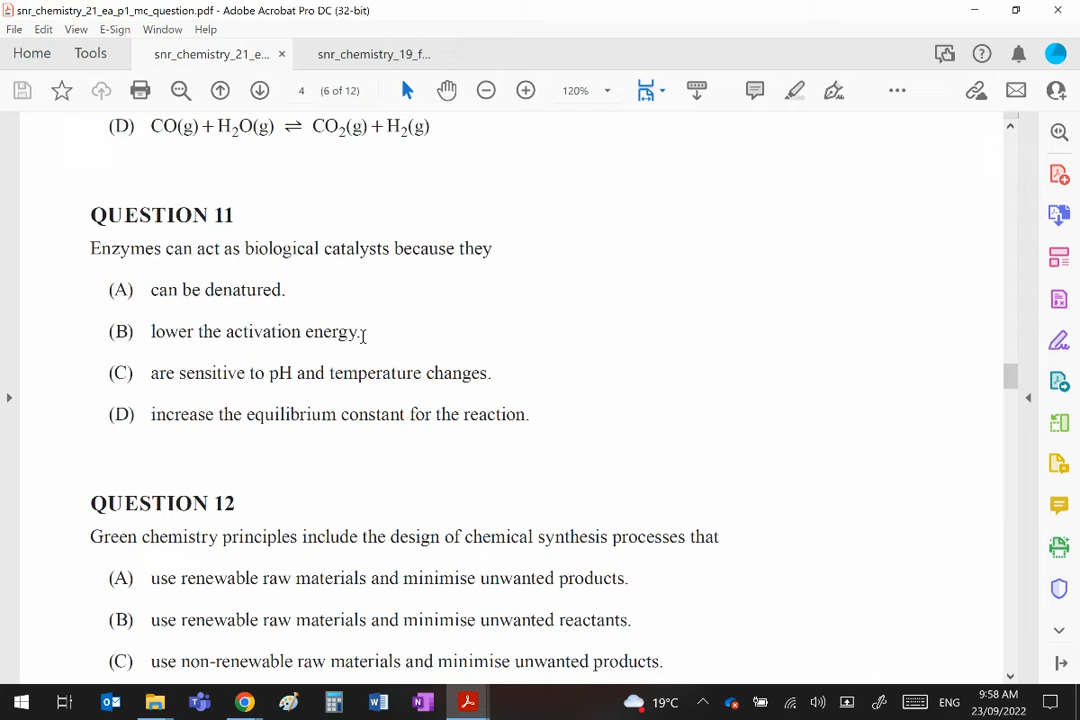 snr_chemistry_21_ea_p1_mc_question.pdf - Adobe Acrobat Pro DC (32-bit)
File Edit View E-Sign Window Help
Home Tools snr_chemistry_21_e... × snr_chemistry_19_f...
4 (6 of 12) 120%
(D) CO(g) + H₂O(g) ⇌ CO₂(g) + H₂(g)
QUESTION 11
Enzymes can act as biological catalysts because they
(A) can be denatured.
(B) lower the activation energy.
(C) are sensitive to pH and temperature changes.
(D) increase the equilibrium constant for the reaction.
QUESTION 12
Green chemistry principles include the design of chemical synthesis processes that
(A) use renewable raw materials and minimise unwanted products.
(B) use renewable raw materials and minimise unwanted reactants.
(C) use non-renewable raw materials and minimise unwanted products.
19°C ENG 9:58 AM
23/09/2022